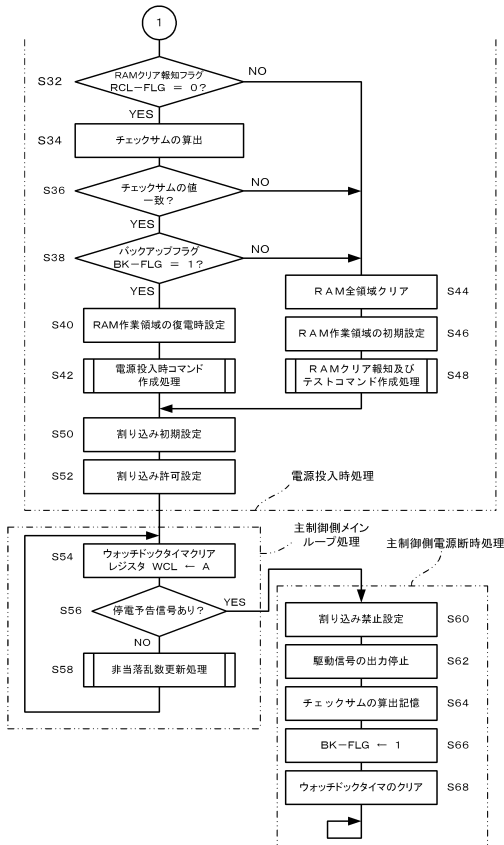 1
S32
RAMクリア報知フラグ
RCL-FLG = 0?
NO
YES
S34
チェックサムの算出
S36
チェックサムの値
一致?
NO
YES
S38
バックアップフラグ
BK-FLG = 1?
NO
YES
RAM全領域クリア
S44
S40
RAM作業領域の復電時設定
RAM作業領域の初期設定
S46
S42
電源投入時コマンド
作成処理
RAMクリア報知及び
テストコマンド作成処理
S48
S50
割り込み初期設定
S52
割り込み許可設定
電源投入時処理
主制御側メイン
ループ処理
主制御側電源断時処理
S54
ウォッチドックタイマクリア
レジスタ WCL ← A
S56
停電予告信号あり?
YES
NO
S58
非当落乱数更新処理
割り込み禁止設定
S60
駆動信号の出力停止
S62
チェックサムの算出記憶
S64
BK-FLG ← 1
S66
ウォッチドックタイマのクリア
S68